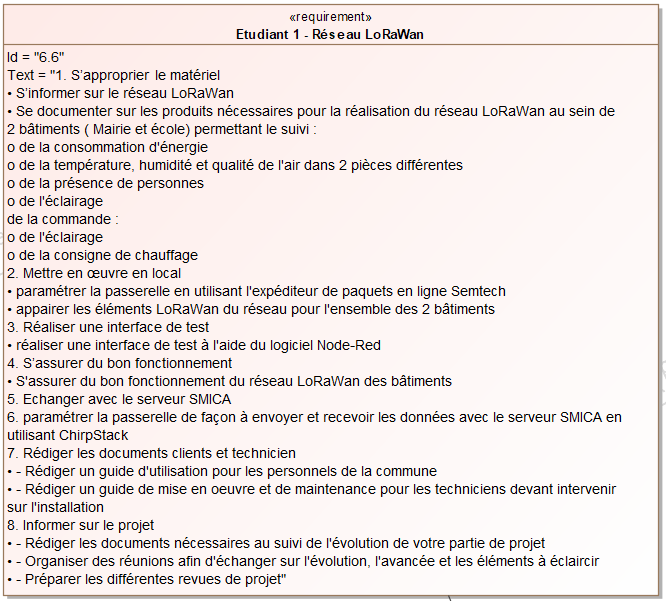 «requirement»
Etudiant 1 - Réseau LoRaWan
Id = "6.6"
Text = "1. S'approprier le matériel
• S'informer sur le réseau LoRaWan
• Se documenter sur les produits nécessaires pour la réalisation du réseau LoRaWan au sein de
2 bâtiments ( Mairie et école) permettant le suivi :
o de la consommation d'énergie
o de la température, humidité et qualité de l'air dans 2 pièces différentes
o de la présence de personnes
o de l'éclairage
de la commande :
o de l'éclairage
o de la consigne de chauffage
2. Mettre en œuvre en local
• paramétrer la passerelle en utilisant l'expéditeur de paquets en ligne Semtech
• appairer les éléments LoRaWan du réseau pour l'ensemble des 2 bâtiments
3. Réaliser une interface de test
• réaliser une interface de test à l'aide du logiciel Node-Red
4. S'assurer du bon fonctionnement
• S'assurer du bon fonctionnement du réseau LoRaWan des bâtiments
5. Echanger avec le serveur SMICA
6. paramétrer la passerelle de façon à envoyer et recevoir les données avec le serveur SMICA en
utilisant ChirpStack
7. Rédiger les documents clients et technicien
• - Rédiger un guide d'utilisation pour les personnels de la commune
• - Rédiger un guide de mise en oeuvre et de maintenance pour les techniciens devant intervenir
sur l'installation
8. Informer sur le projet
• - Rédiger les documents nécessaires au suivi de l'évolution de votre partie de projet
• - Organiser des réunions afin d'échanger sur l'évolution, l'avancée et les éléments à éclaircir
• - Préparer les différentes revues de projet"